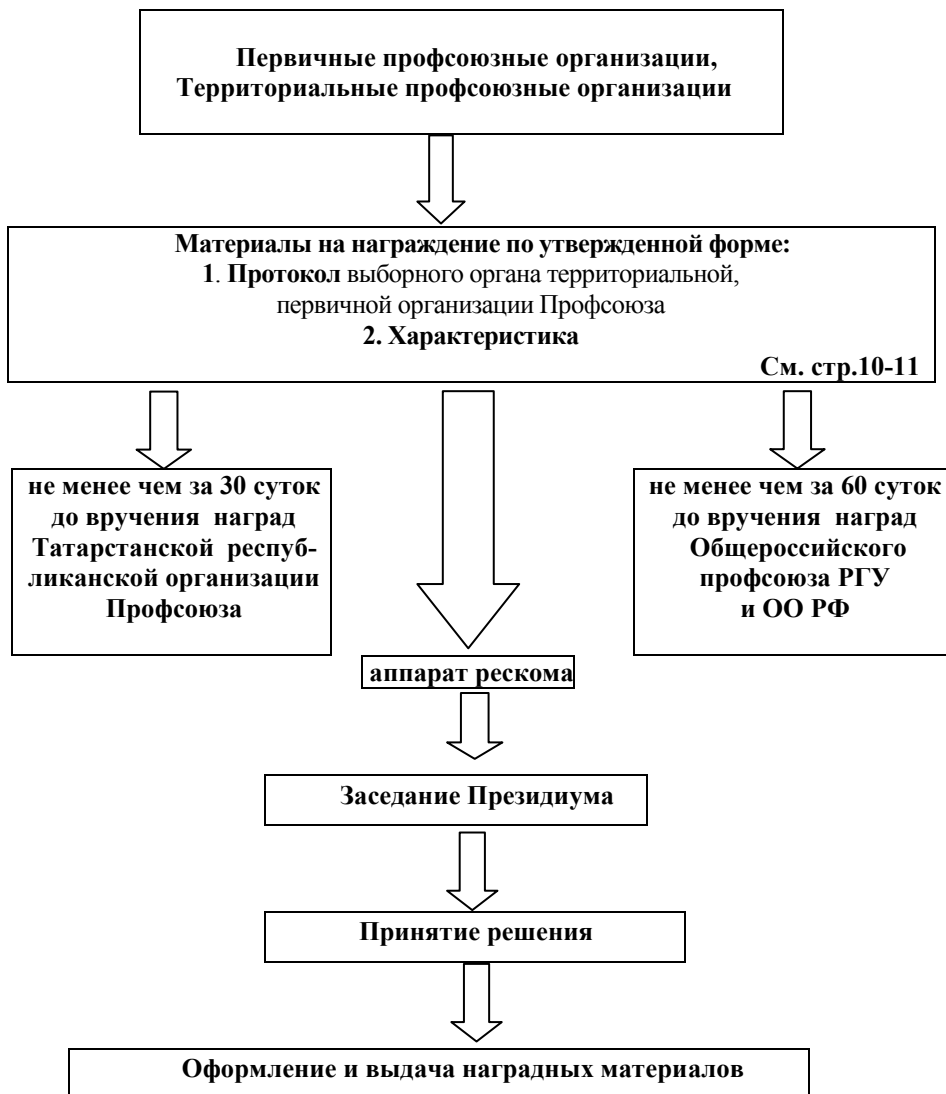 Первичные профсоюзные организации,
Территориальные профсоюзные организации
Материалы на награждение по утвержденной форме:
1. Протокол выборного органа территориальной,
первичной организации Профсоюза
2. Характеристика
См. стр.10-11
не менее чем за 30 суток
до вручения наград
Татарстанской респуб-
ликанской организации
Профсоюза
не менее чем за 60 суток
до вручения наград
Общероссийского
профсоюза РГУ
и ОО РФ
аппарат рескома
Заседание Президиума
Принятие решения
Оформление и выдача наградных материалов